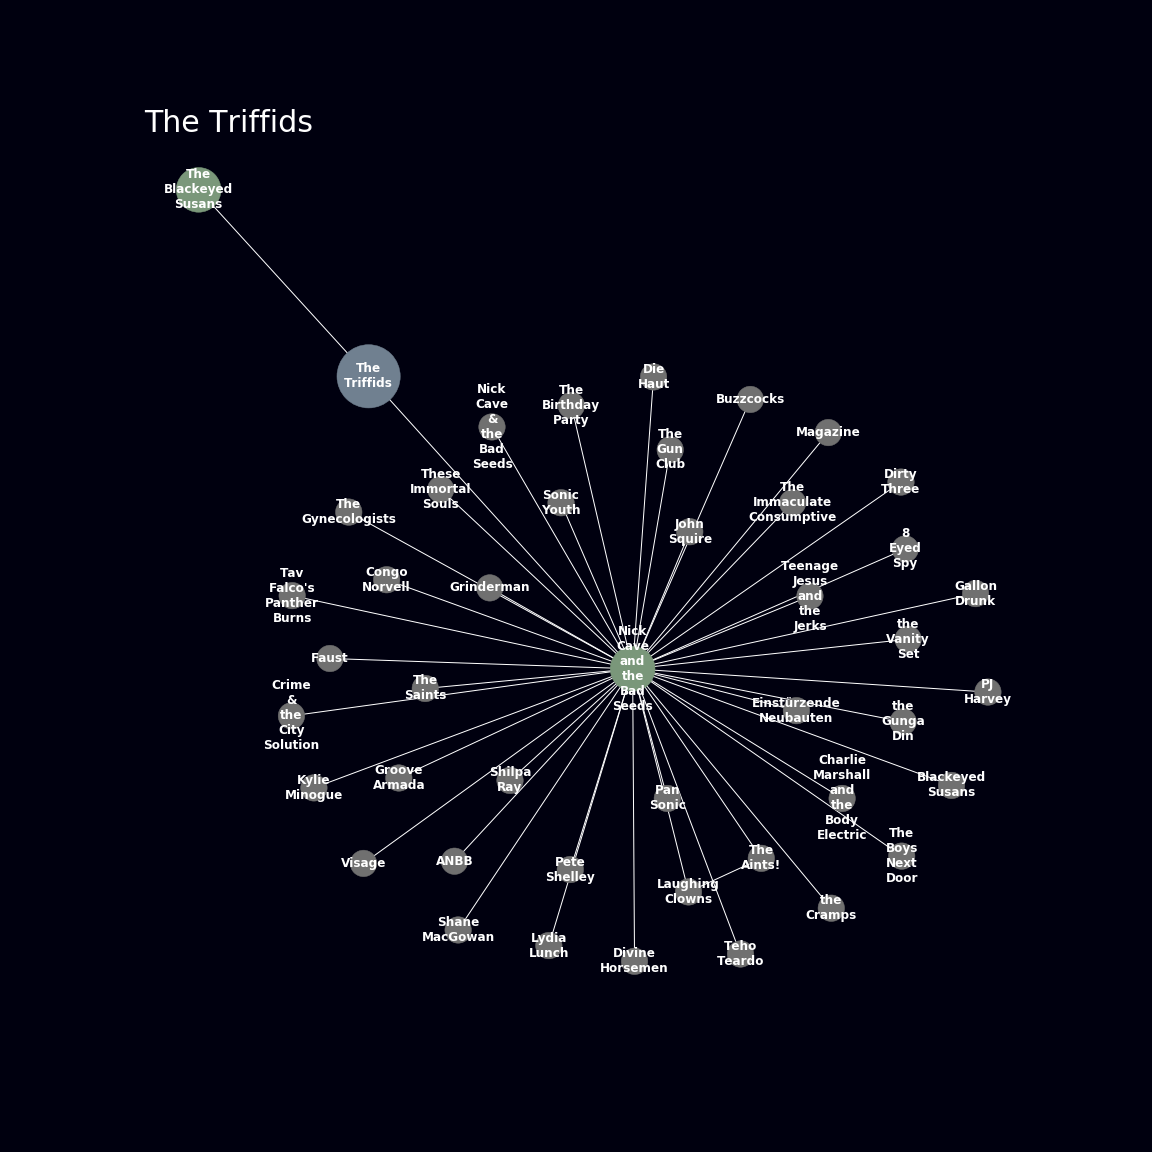 The Triffids
The
Blackeyed
Susans
The
Triffids
Nick
Cave
&
the
Bad
Seeds
The
Birthday
Party
Die
Haut
Buzzcocks
Magazine
The
Gun
Club
These
Immortal
Souls
Sonic
Youth
The
Immaculate
Consumptive
Dirty
Three
The
Gynecologists
John
Squire
8
Eyed
Spy
Tav
Falco's
Panther
Burns
Congo
Norvell
Grinderman
Teenage
Jesus
and
the
Jerks
Gallon
Drunk
the
Vanity
Set
Nick
Cave
and
the
Bad
Seeds
Faust
The
Saints
Crime
&
the
City
Solution
PJ
Harvey
Einstürzende
Neubauten
the
Gunga
Din
Kylie
Minogue
Groove
Armada
Shilpa
Ray
Pan
Sonic
Charlie
Marshall
and
the
Body
Electric
Blackeyed
Susans
Visage
ANBB
Pete
Shelley
The
Aints!
The
Boys
Next
Door
Laughing
Clowns
the
Cramps
Shane
MacGowan
Lydia
Lunch
Divine
Horsemen
Teho
Teardo